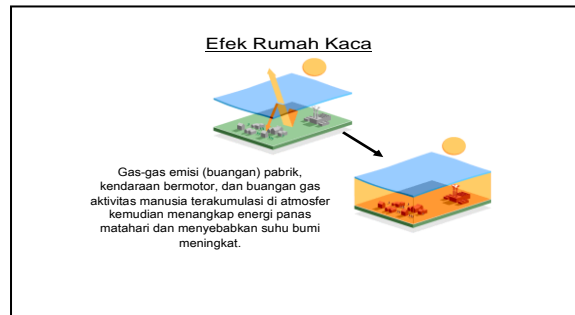 Efek Rumah Kaca
Gas-gas emisi (buangan) pabrik,
kendaraan bermotor, dan buangan gas
aktivitas manusia terakumulasi di atmosfer
kemudian menangkap energi panas
matahari dan menyebabkan suhu bumi
meningkat.